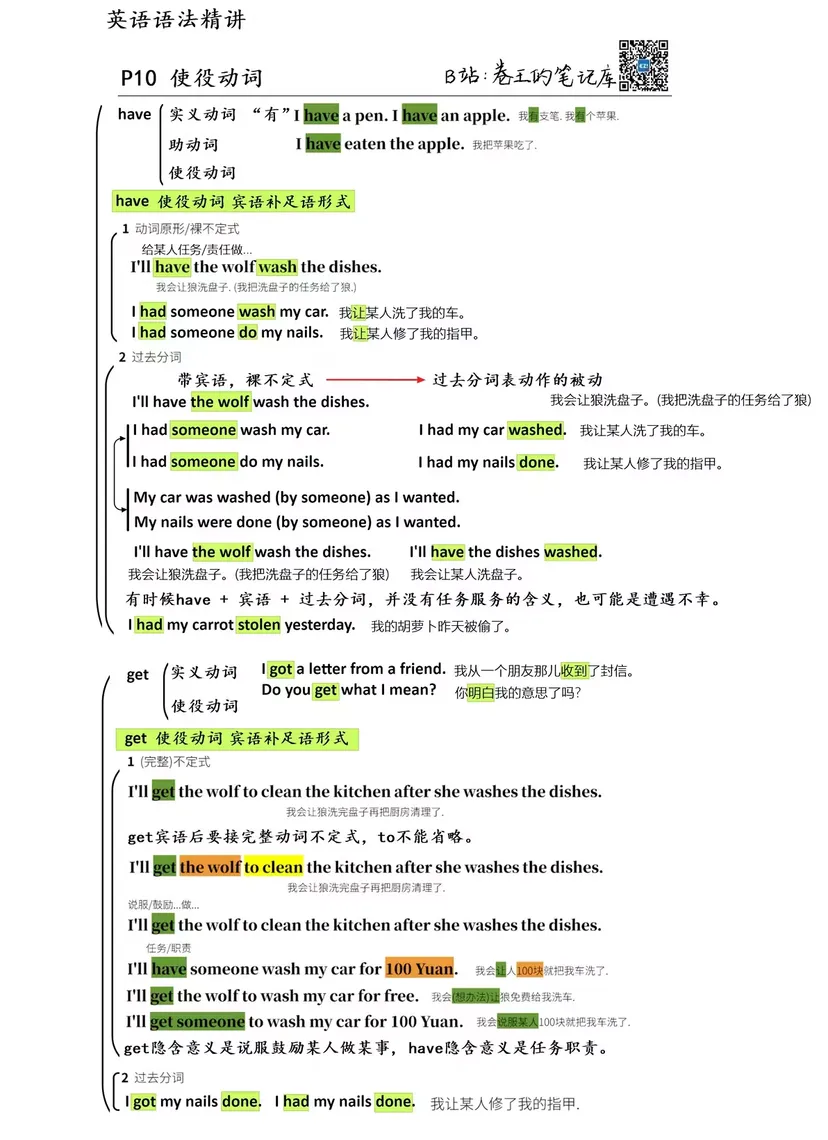 英语语法精讲
P10 使役动词 B站:卷王的笔记库
have 实义动词 “有” I have a pen. I have an apple. 我有支笔. 我有个苹果.
助动词 I have eaten the apple. 我把苹果吃了.
使役动词
have 使役动词 宾语补足语形式
1 动词原形/裸不定式
给某人任务/责任做...
I'll have the wolf wash the dishes.
我会让狼洗盘子. (我把洗盘子的任务给了狼.)
I had someone wash my car. 我让某人洗了我的车。
I had someone do my nails. 我让某人修了我的指甲。
2 过去分词
带宾语，裸不定式 过去分词表动作的被动
I'll have the wolf wash the dishes. 我会让狼洗盘子。(我把洗盘子的任务给了狼)
I had someone wash my car. I had my car washed. 我让某人洗了我的车。
I had someone do my nails. I had my nails done. 我让某人修了我的指甲。
My car was washed (by someone) as I wanted.
My nails were done (by someone) as I wanted.
I'll have the wolf wash the dishes. I'll have the dishes washed.
我会让狼洗盘子。(我把洗盘子的任务给了狼) 我会让某人洗盘子。
有时候have + 宾语 + 过去分词，并没有任务服务的含义，也可能是遭遇不幸。
I had my carrot stolen yesterday. 我的胡萝卜昨天被偷了。
get 实义动词 I got a letter from a friend. 我从一个朋友那儿收到了封信。
Do you get what I mean? 你明白我的意思了吗?
使役动词
get 使役动词 宾语补足语形式
1 (完整)不定式
I'll get the wolf to clean the kitchen after she washes the dishes.
我会让狼洗完盘子再把厨房清理了.
get宾语后要接完整动词不定式，to不能省略。
I'll get the wolf to clean the kitchen after she washes the dishes.
我会让狼洗完盘子再把厨房清理了.
说服/鼓励...做...
I'll get the wolf to clean the kitchen after she washes the dishes.
任务/职责
I'll have someone wash my car for 100 Yuan. 我会让人100块就把我车洗了.
I'll get the wolf to wash my car for free. 我会(想办法)让狼免费给我洗车.
I'll get someone to wash my car for 100 Yuan. 我会说服某人100块就把我车洗了.
get隐含意义是说服鼓励某人做某事，have隐含意义是任务职责。
2 过去分词
I got my nails done. I had my nails done. 我让某人修了我的指甲.